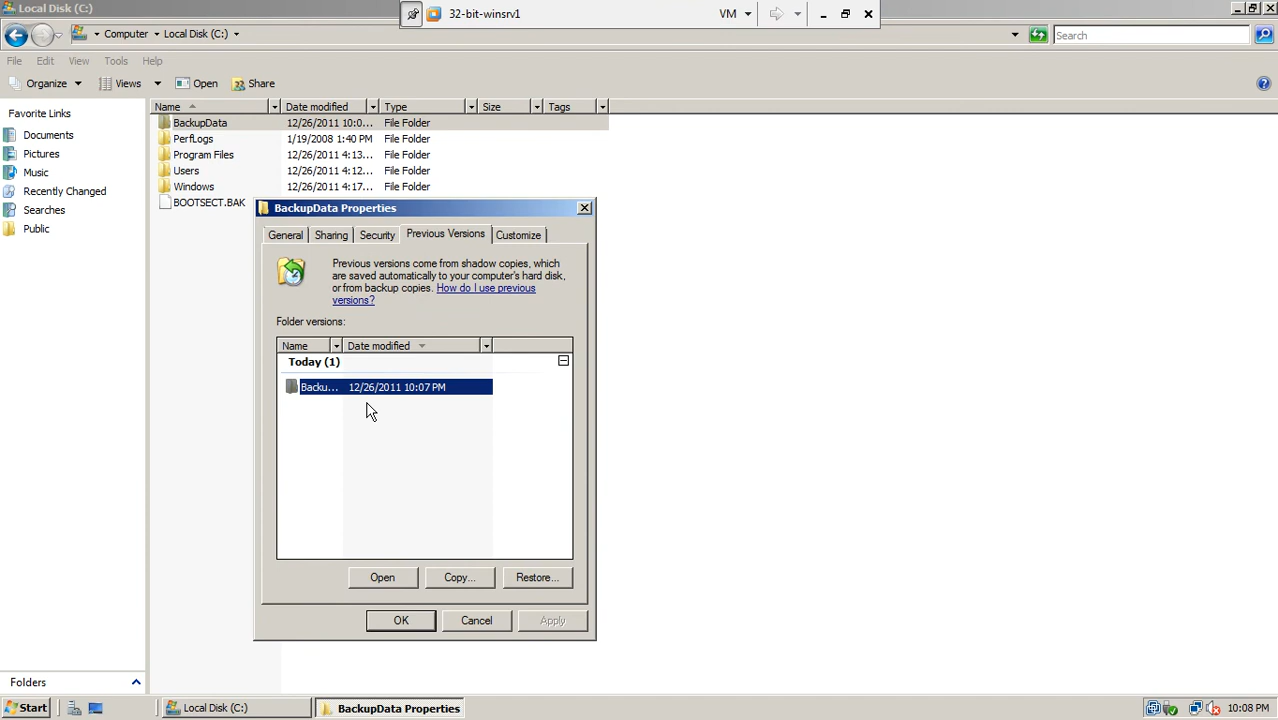 Local Disk (C:)
32-bit-winsrv1
VM
Computer
Local Disk (C:)
Search
File Edit View Tools Help
Organize Views Open Share
Favorite Links
Documents
Pictures
Music
Recently Changed
Searches
Public
Folders
Name Date modified Type Size Tags
BackupData 12/26/2011 10:0... File Folder
PerfLogs 1/19/2008 1:40 PM File Folder
Program Files 12/26/2011 4:13... File Folder
Users 12/26/2011 4:12... File Folder
Windows 12/26/2011 4:17... File Folder
BOOTSECT.BAK
BackupData Properties
General Sharing Security Previous Versions Customize
Previous versions come from shadow copies, which
are saved automatically to your computer's hard disk,
or from backup copies. How do I use previous
versions?
Folder versions:
Name Date modified
Today (1)
Backu... 12/26/2011 10:07 PM
Open Copy... Restore...
OK Cancel Apply
Start Local Disk (C:) BackupData Properties 10:08 PM